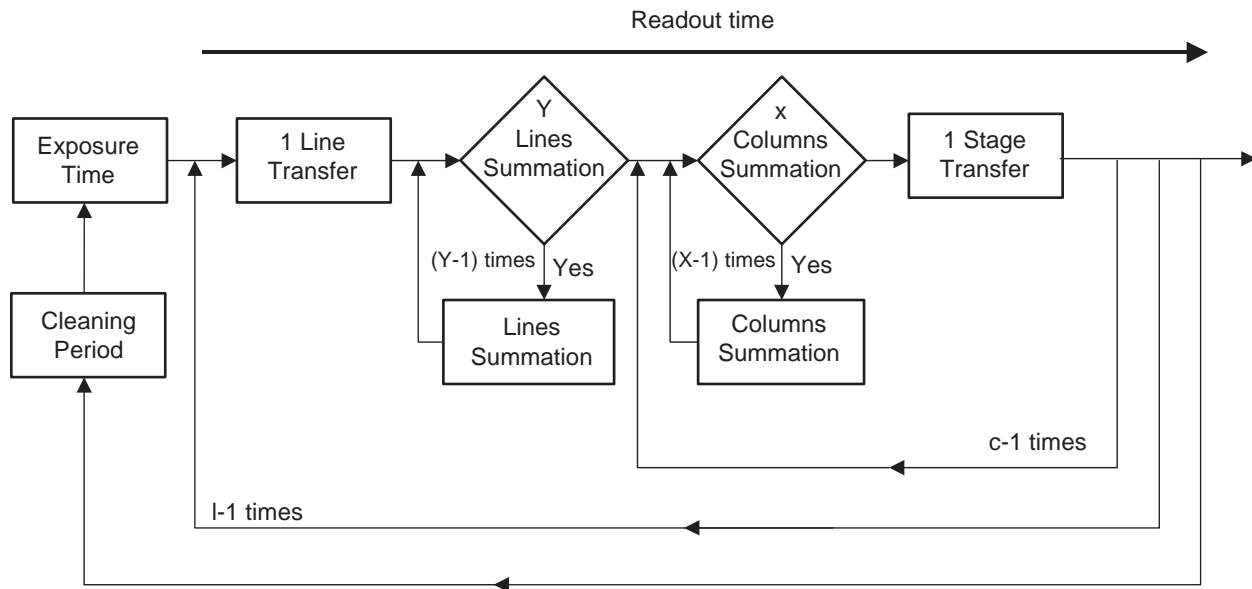 Readout time
Exposure
Time
1 Line
Transfer
Y
Lines
Summation
x
Columns
Summation
1 Stage
Transfer
(Y-1) times
Yes
(X-1) times
Yes
Cleaning
Period
Lines
Summation
Columns
Summation
c-1 times
l-1 times